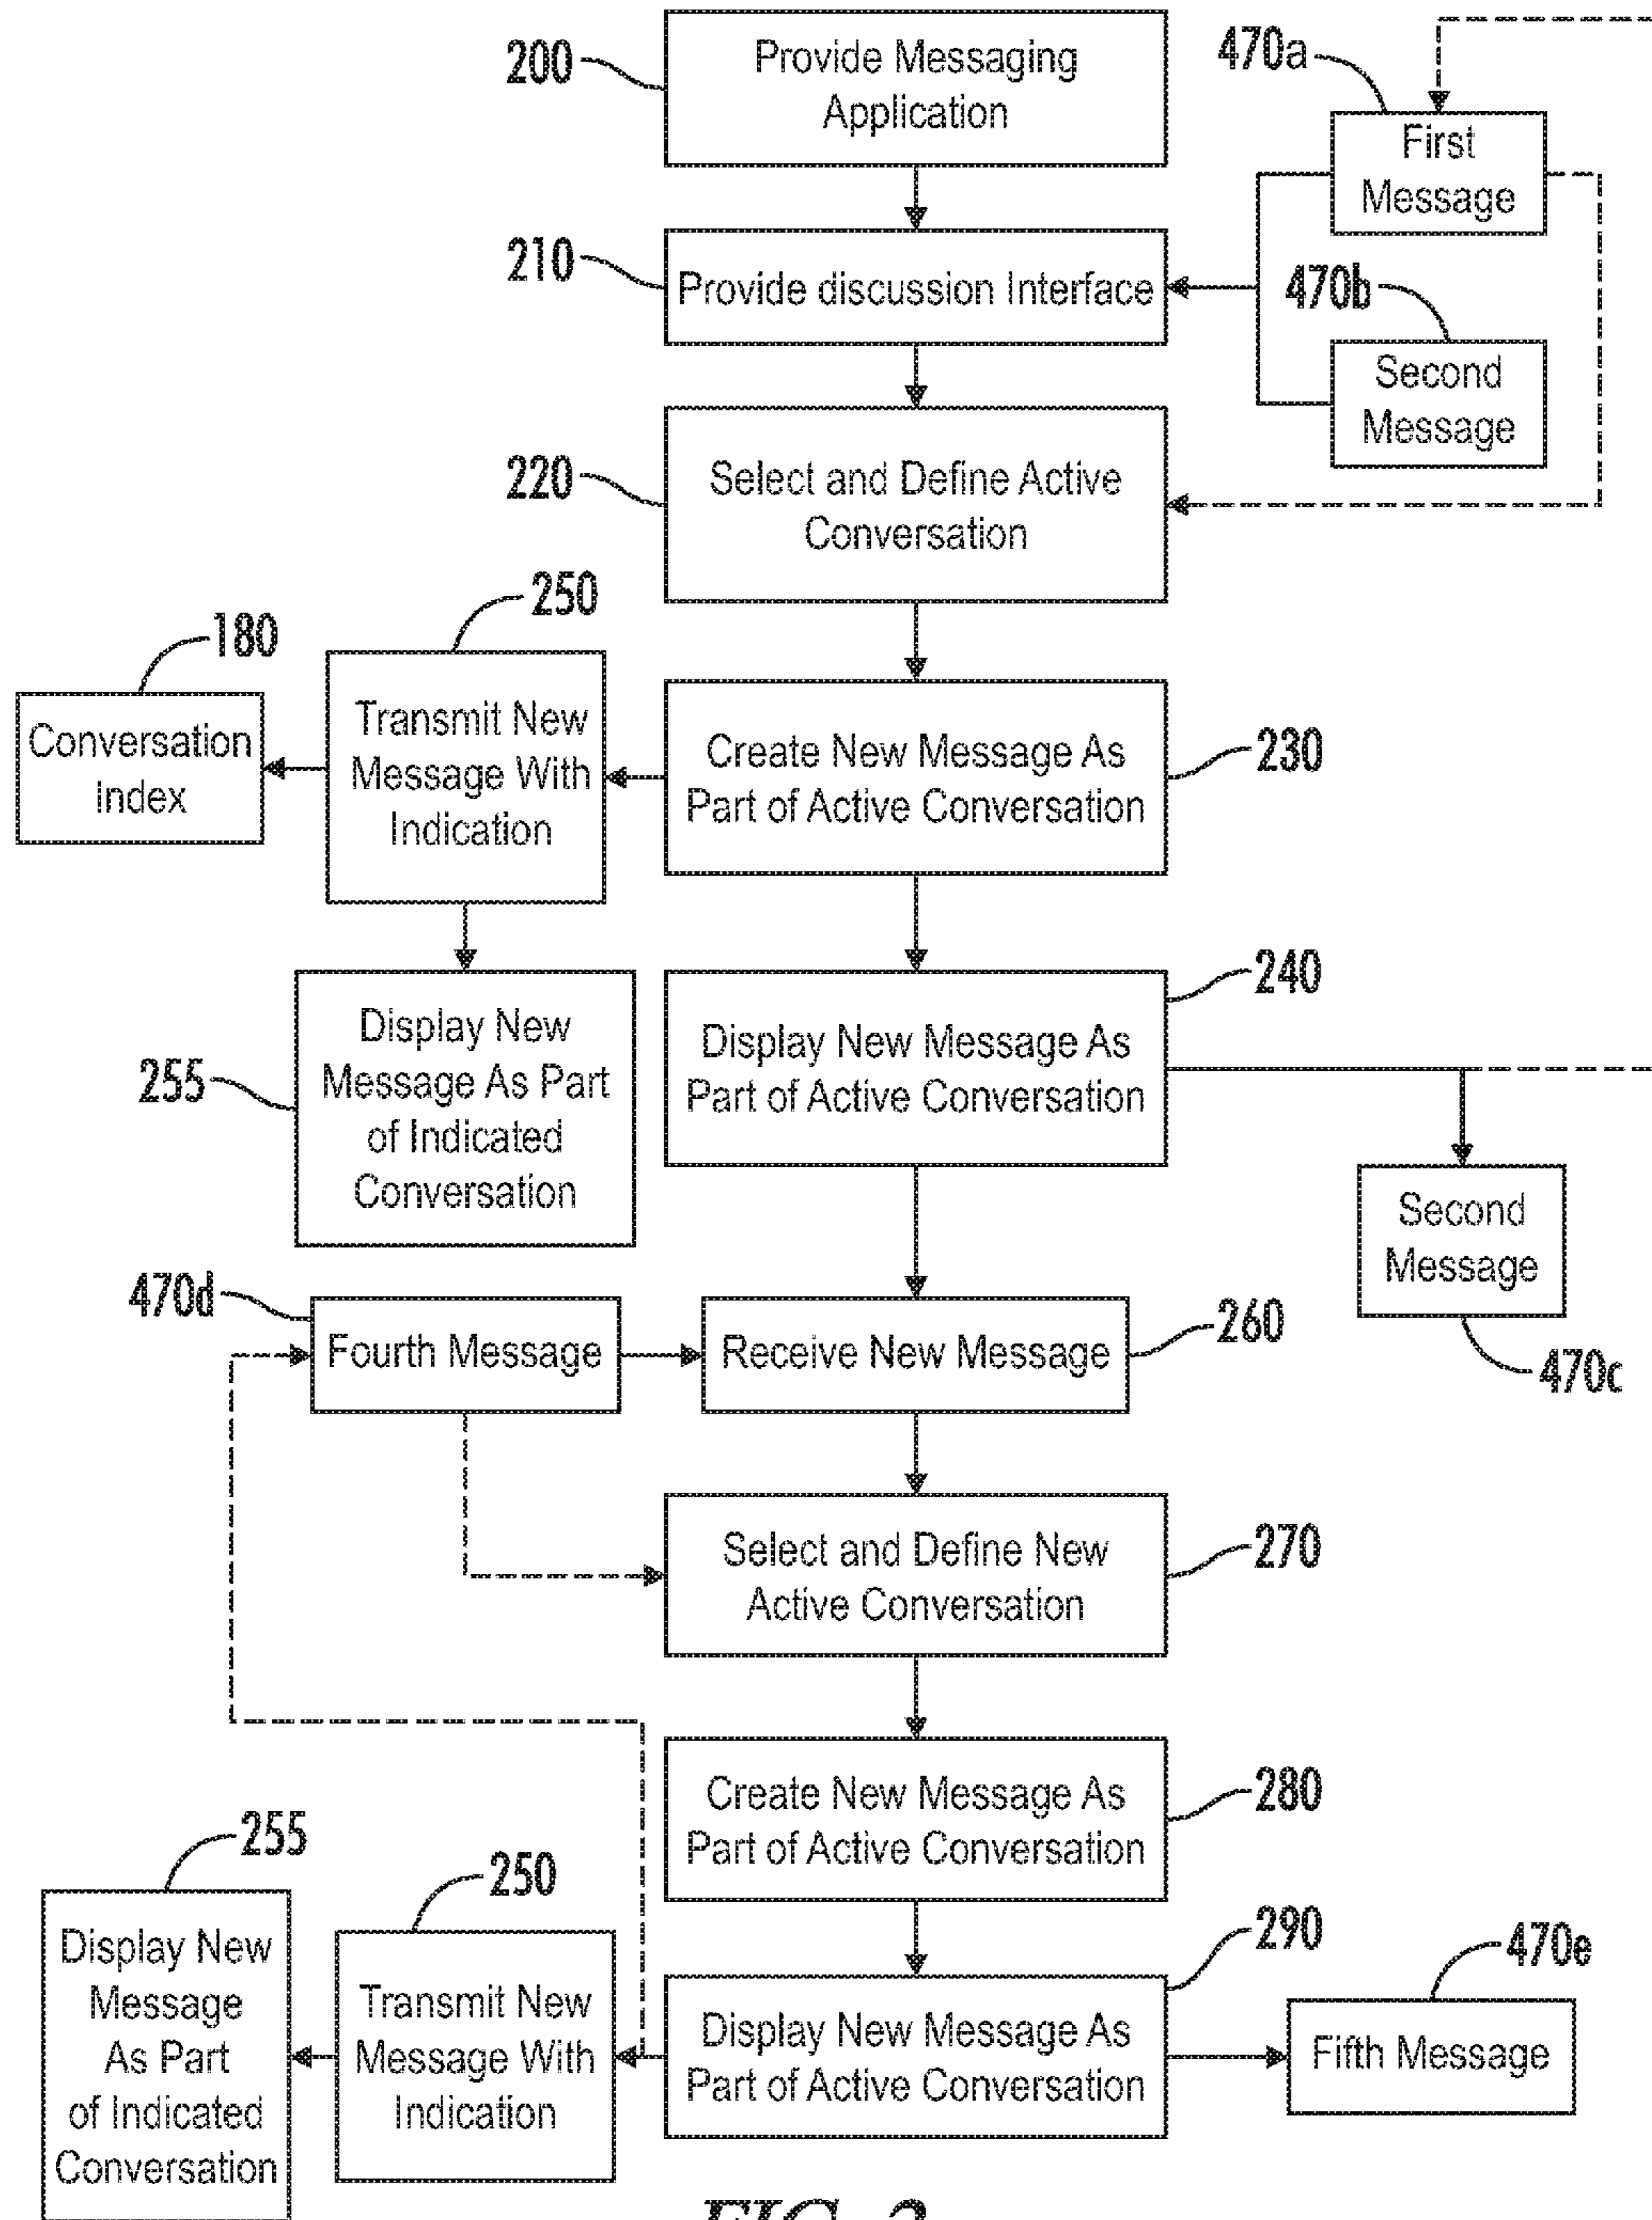 200
Provide Messaging
Application
470a
First
Message
210
Provide discussion Interface
470b
Second
Message
220
Select and Define Active
Conversation
180
Conversation
Index
250
Transmit New
Message With
Indication
Create New Message As
Part of Active Conversation
230
255
Display New
Message As Part
of Indicated
Conversation
Display New Message As
Part of Active Conversation
240
Second
Message
470c
470d
Fourth Message
Receive New Message
260
Select and Define New
Active Conversation
270
Create New Message As
Part of Active Conversation
280
255
Display New
Message
As Part
of Indicated
Conversation
250
Transmit New
Message With
Indication
Display New Message As
Part of Active Conversation
290
470e
Fifth Message